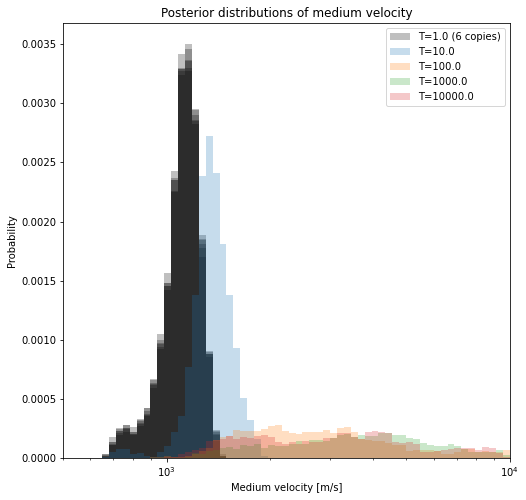 Posterior distributions of medium velocity
T=1.0 (6 copies)
T=10.0
T=100.0
T=1000.0
T=10000.0
0.0035
0.0030
0.0025
0.0020
0.0015
0.0010
0.0005
0.0000
Probability
10³
10⁴
Medium velocity [m/s]